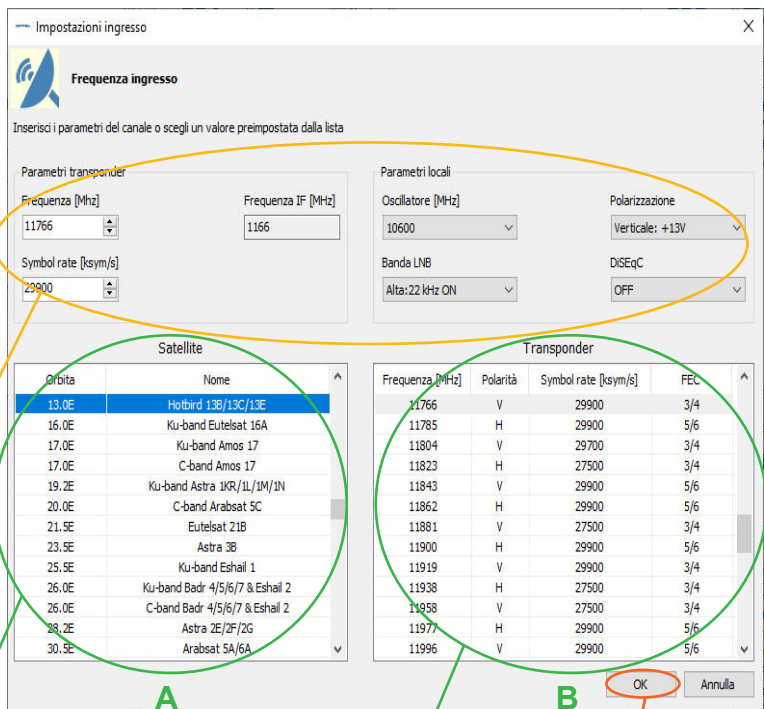 Impostazioni ingresso X
Frequenza ingresso
Inserisci i parametri del canale o scegli un valore preimpostata dalla lista
Parametri transponder
Frequenza [Mhz] Frequenza IF [MHz]
11766 1166
Symbol rate [ksym/s]
29900
Parametri locali
Oscillatore [MHz] Polarizzazione
10600 Verticale: +13V
Banda LNB DiSEqC
Alta:22 kHz ON OFF
Satellite
Orbita Nome
13.0E Hotbird 13B/13C/13E
16.0E Ku-band Eutelsat 16A
17.0E Ku-band Amos 17
17.0E C-band Amos 17
19.2E Ku-band Astra 1KR/1L/1M/1N
20.0E C-band Arabsat 5C
21.5E Eutelsat 21B
23.5E Astra 3B
25.5E Ku-band Eshail 1
26.0E Ku-band Badr 4/5/6/7 & Eshail 2
26.0E C-band Badr 4/5/6/7 & Eshail 2
28.2E Astra 2E/2F/2G
30.5E Arabsat 5A/6A
A
Transponder
Frequenza [MHz] Polarità Symbol rate [ksym/s] FEC
11766 V 29900 3/4
11785 H 29900 5/6
11804 V 29700 3/4
11823 H 27500 3/4
11843 V 29900 5/6
11862 H 29900 5/6
11881 V 27500 3/4
11900 H 29900 5/6
11919 V 29900 5/6
11938 H 27500 3/4
11958 V 27500 3/4
11977 H 29900 5/6
11996 V 29900 5/6
B
OK Annulla